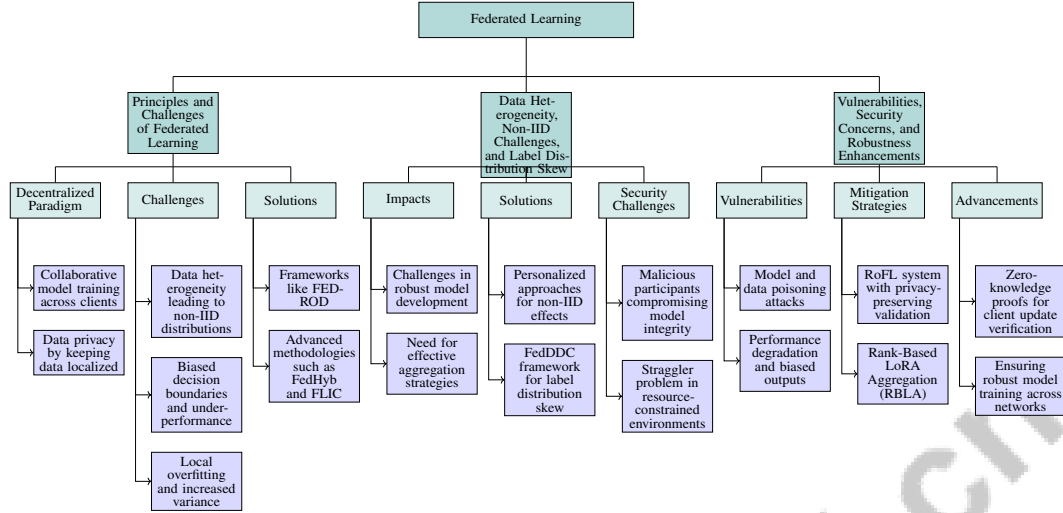 Federated Learning
Principles and
Challenges
of Federated
Learning
Data Het-
erogeneity,
Non-IID
Challenges,
and Label Dis-
tribution Skew
Vulnerabilities,
Security
Concerns, and
Robustness
Enhancements
Decentralized
Paradigm
Challenges
Solutions
Impacts
Solutions
Security
Challenges
Vulnerabilities
Mitigation
Strategies
Advancements
Collaborative
model training
across clients
Data privacy
by keeping
data localized
Data het-
erogeneity
leading to
non-IID
distributions
Biased
decision
boundaries
and under-
performance
Local
overfitting
and increased
variance
Frameworks
like FED-
ROD
Advanced
methodologies
such as
FedHyb
and FLIC
Challenges in
robust model
development
Need for
effective
aggregation
strategies
Personalized
approaches
for non-IID
effects
FedDDC
framework
for label
distribution
skew
Malicious
participants
compromising
model
integrity
Straggler
problem in
resource-
constrained
environments
Model and
data poisoning
attacks
Performance
degradation
and biased
outputs
RoFL system
with privacy-
preserving
validation
Rank-Based
LoRA
Aggregation
(RBLA)
Zero-
knowledge
proofs for
client update
verification
Ensuring
robust model
training across
networks
.cn